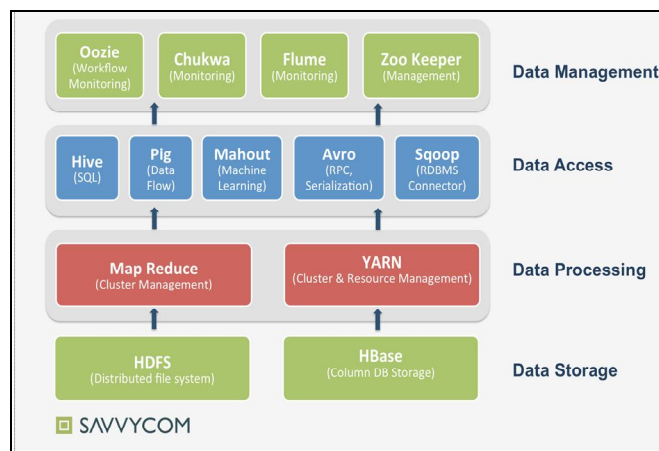 Oozie
(Workflow
Monitoring)
Chukwa
(Monitoring)
Flume
(Monitoring)
Zoo Keeper
(Management)
Data Management
Hive
(SQL)
Pig
(Data
Flow)
Mahout
(Machine
Learning)
Avro
(RPC,
Serialization)
Sqoop
(RDBMS
Connector)
Data Access
Map Reduce
(Cluster Management)
YARN
(Cluster & Resource Management)
Data Processing
HDFS
(Distributed file system)
HBase
(Column DB Storage)
Data Storage
SAVVYCOM